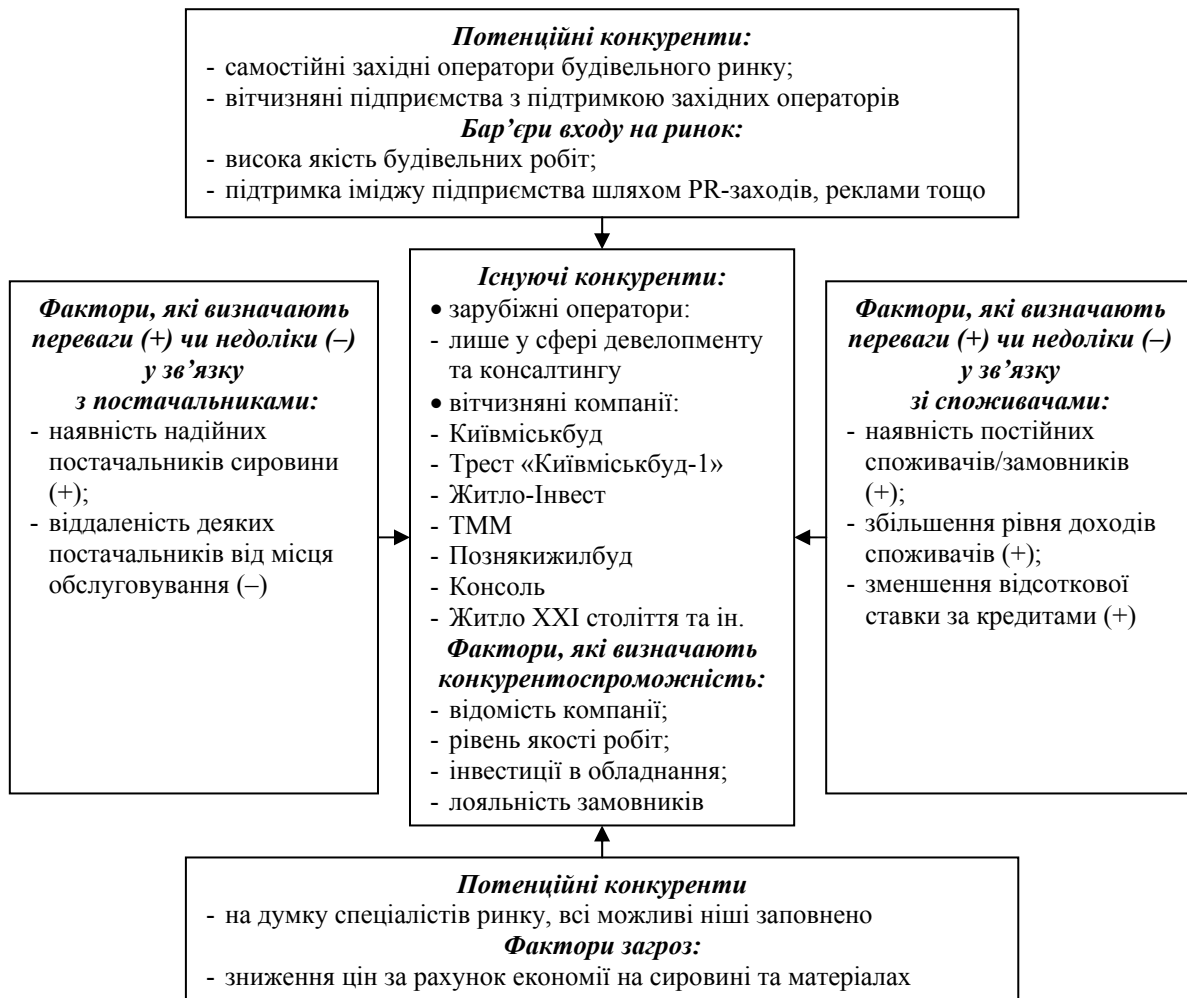 Потенційні конкуренти:
- самостійні західні оператори будівельного ринку;
- вітчизняні підприємства з підтримкою західних операторів
Бар’єри входу на ринок:
- висока якість будівельних робіт;
- підтримка іміджу підприємства шляхом PR-заходів, реклами тощо
Фактори, які визначають
переваги (+) чи недоліки (–)
у зв’язку
з постачальниками:
- наявність надійних
постачальників сировини
(+);
- віддаленість деяких
постачальників від місця
обслуговування (–)
Існуючі конкуренти:
• зарубіжні оператори:
- лише у сфері девелопменту
та консалтингу
• вітчизняні компанії:
- Київміськбуд
- Трест «Київміськбуд-1»
- Житло-Інвест
- ТММ
- Познякижилбуд
- Консоль
- Житло XXI століття та ін.
Фактори, які визначають
конкурентоспроможність:
- відомість компанії;
- рівень якості робіт;
- інвестиції в обладнання;
- лояльність замовників
Фактори, які визначають
переваги (+) чи недоліки (–)
у зв’язку
зі споживачами:
- наявність постійних
споживачів/замовників
(+);
- збільшення рівня доходів
споживачів (+);
- зменшення відсоткової
ставки за кредитами (+)
Потенційні конкуренти
- на думку спеціалістів ринку, всі можливі ніші заповнено
Фактори загроз:
- зниження цін за рахунок економії на сировині та матеріалах